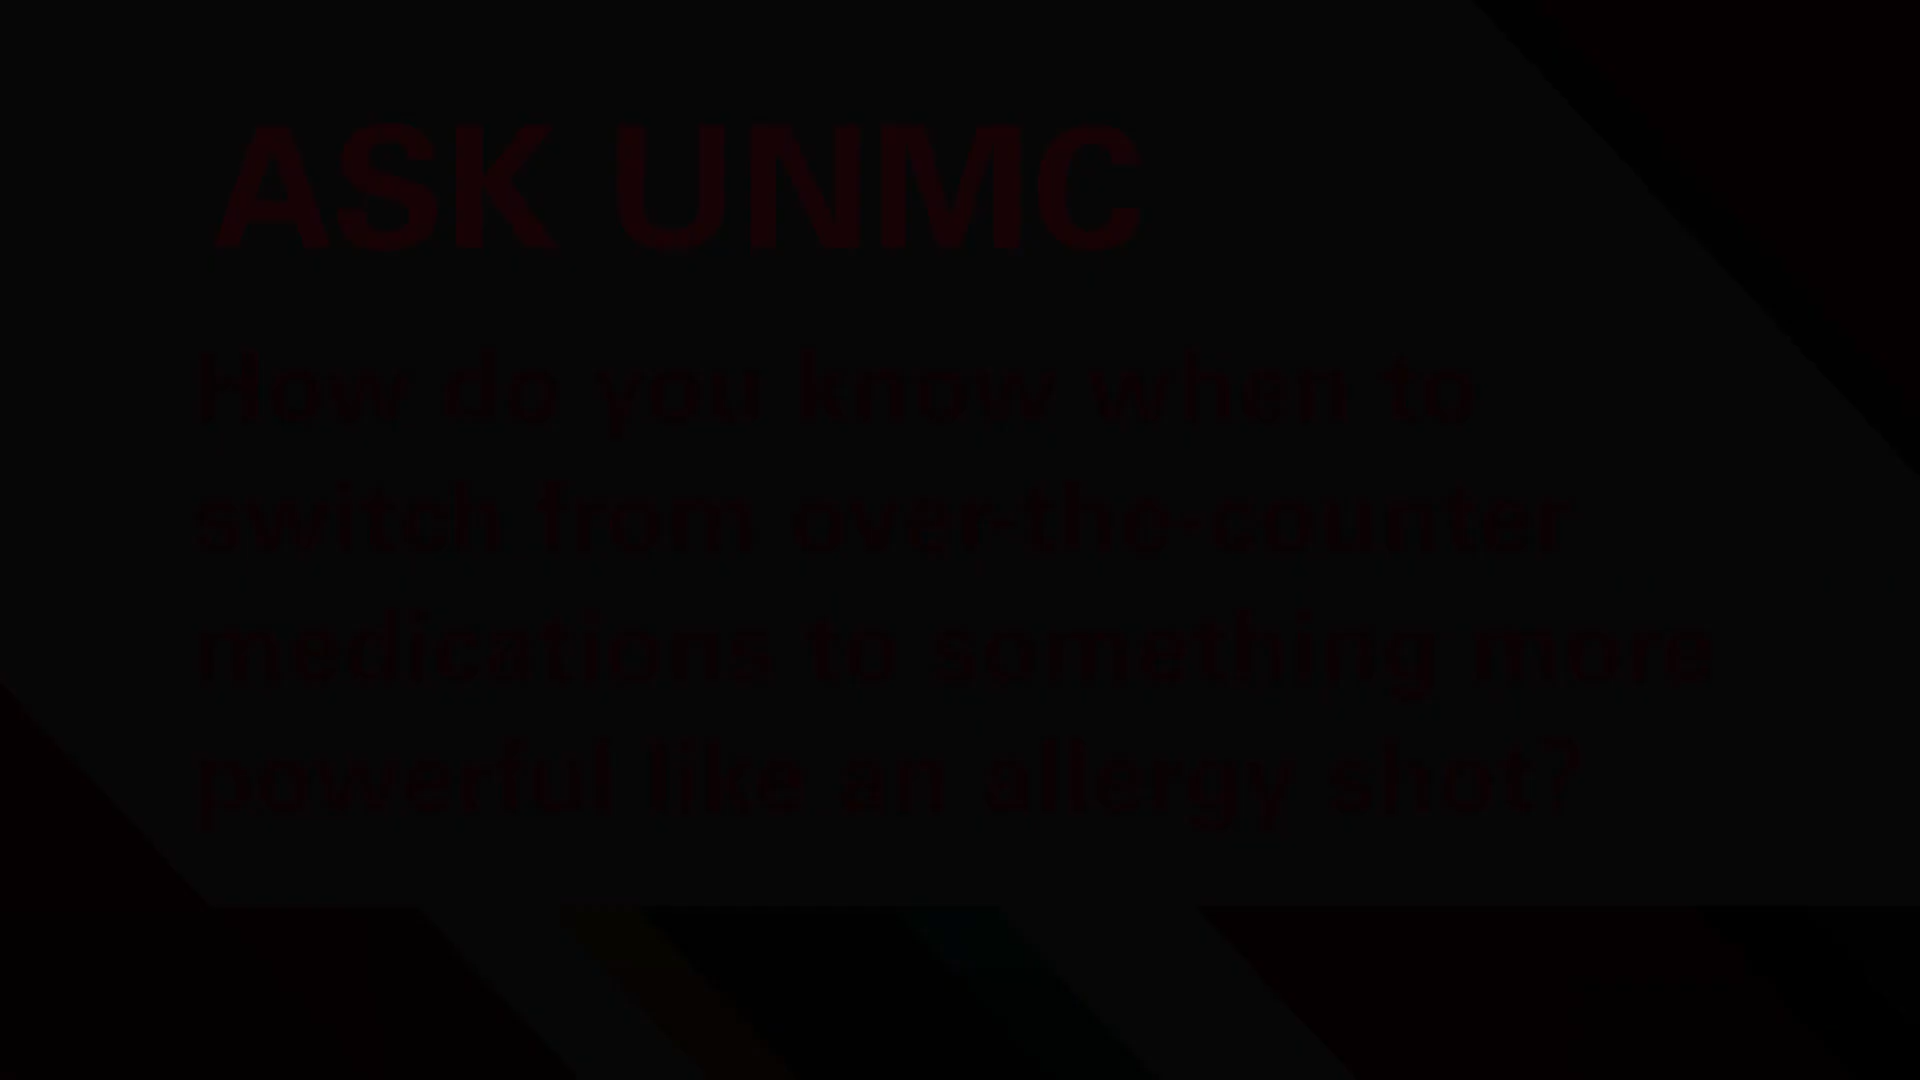 ASK UNMC
How do you know when to
switch from over-the-counter
medications to something more
powerful like an allergy shot?